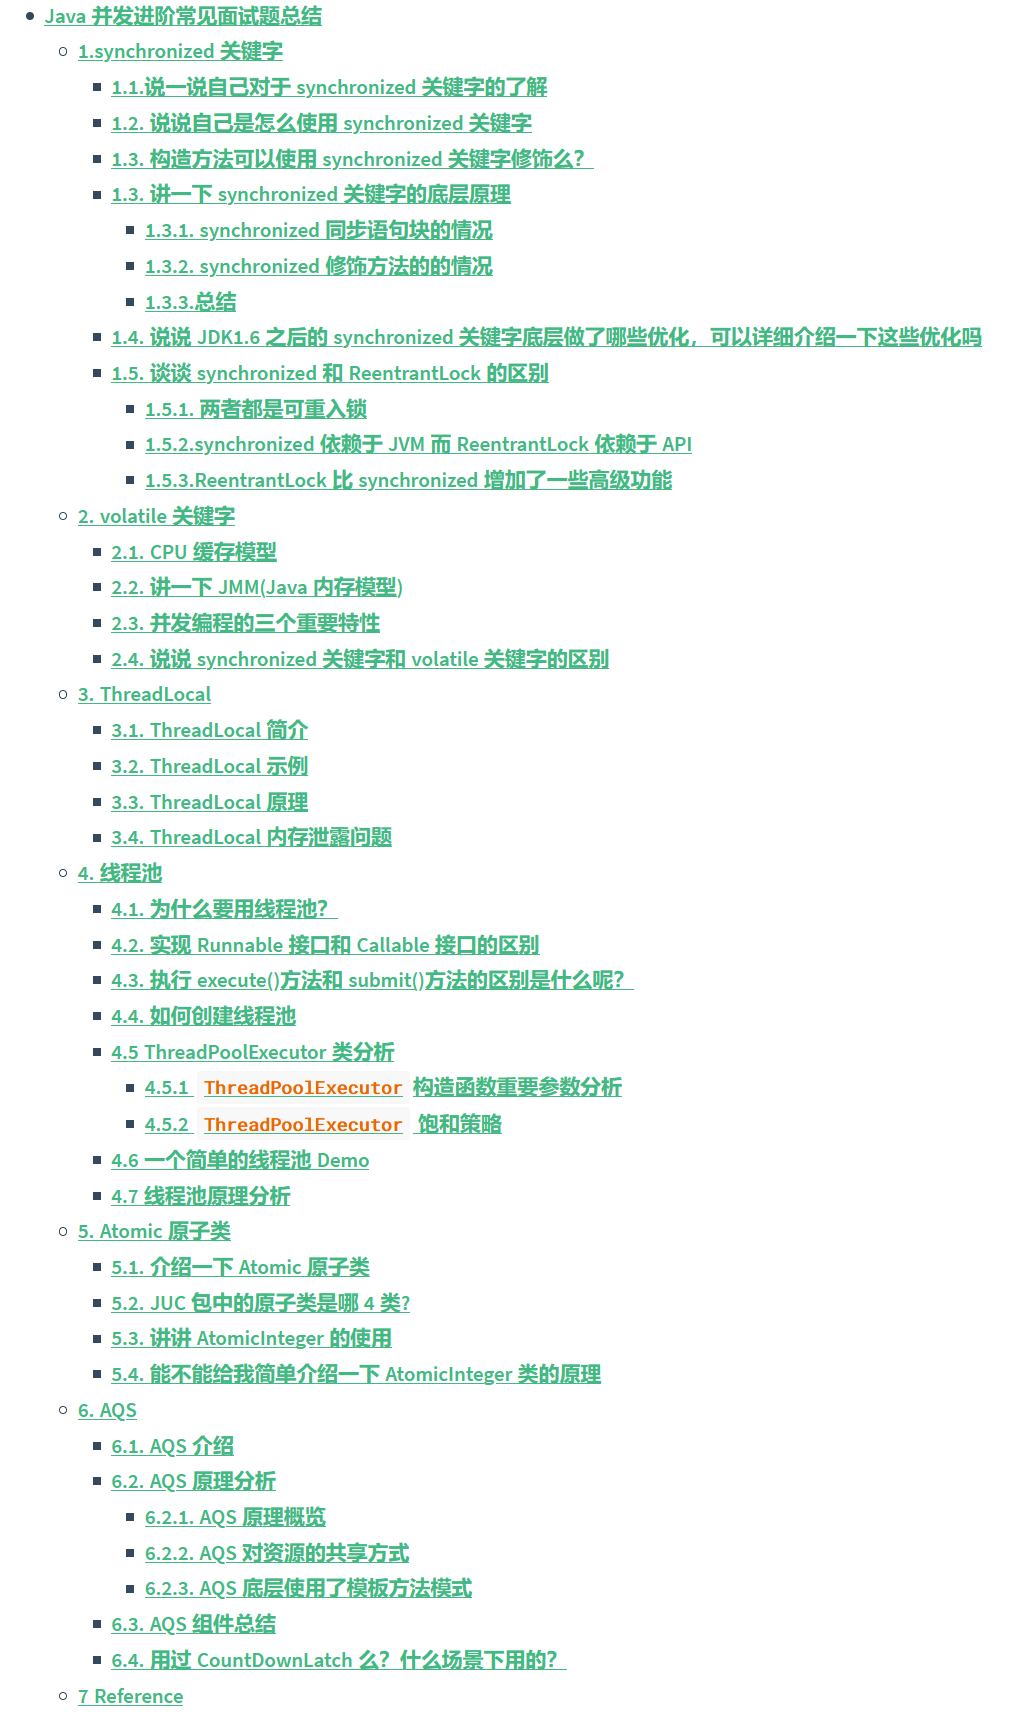 Java 并发进阶常见面试题总结
1.synchronized 关键字
1.1.说一说自己对于 synchronized 关键字的了解
1.2. 说说自己是怎么使用 synchronized 关键字
1.3. 构造方法可以使用 synchronized 关键字修饰么？
1.3. 讲一下 synchronized 关键字的底层原理
1.3.1. synchronized 同步语句块的情况
1.3.2. synchronized 修饰方法的的情况
1.3.3.总结
1.4. 说说 JDK1.6 之后的 synchronized 关键字底层做了哪些优化，可以详细介绍一下这些优化吗
1.5. 谈谈 synchronized 和 ReentrantLock 的区别
1.5.1. 两者都是可重入锁
1.5.2.synchronized 依赖于 JVM 而 ReentrantLock 依赖于 API
1.5.3.ReentrantLock 比 synchronized 增加了一些高级功能
2. volatile 关键字
2.1. CPU 缓存模型
2.2. 讲一下 JMM(Java 内存模型)
2.3. 并发编程的三个重要特性
2.4. 说说 synchronized 关键字和 volatile 关键字的区别
3. ThreadLocal
3.1. ThreadLocal 简介
3.2. ThreadLocal 示例
3.3. ThreadLocal 原理
3.4. ThreadLocal 内存泄露问题
4. 线程池
4.1. 为什么要用线程池？
4.2. 实现 Runnable 接口和 Callable 接口的区别
4.3. 执行 execute()方法和 submit()方法的区别是什么呢？
4.4. 如何创建线程池
4.5 ThreadPoolExecutor 类分析
4.5.1 ThreadPoolExecutor 构造函数重要参数分析
4.5.2 ThreadPoolExecutor 饱和策略
4.6 一个简单的线程池 Demo
4.7 线程池原理分析
5. Atomic 原子类
5.1. 介绍一下 Atomic 原子类
5.2. JUC 包中的原子类是哪 4 类?
5.3. 讲讲 AtomicInteger 的使用
5.4. 能不能给我简单介绍一下 AtomicInteger 类的原理
6. AQS
6.1. AQS 介绍
6.2. AQS 原理分析
6.2.1. AQS 原理概览
6.2.2. AQS 对资源的共享方式
6.2.3. AQS 底层使用了模板方法模式
6.3. AQS 组件总结
6.4. 用过 CountDownLatch 么？什么场景下用的？
7 Reference